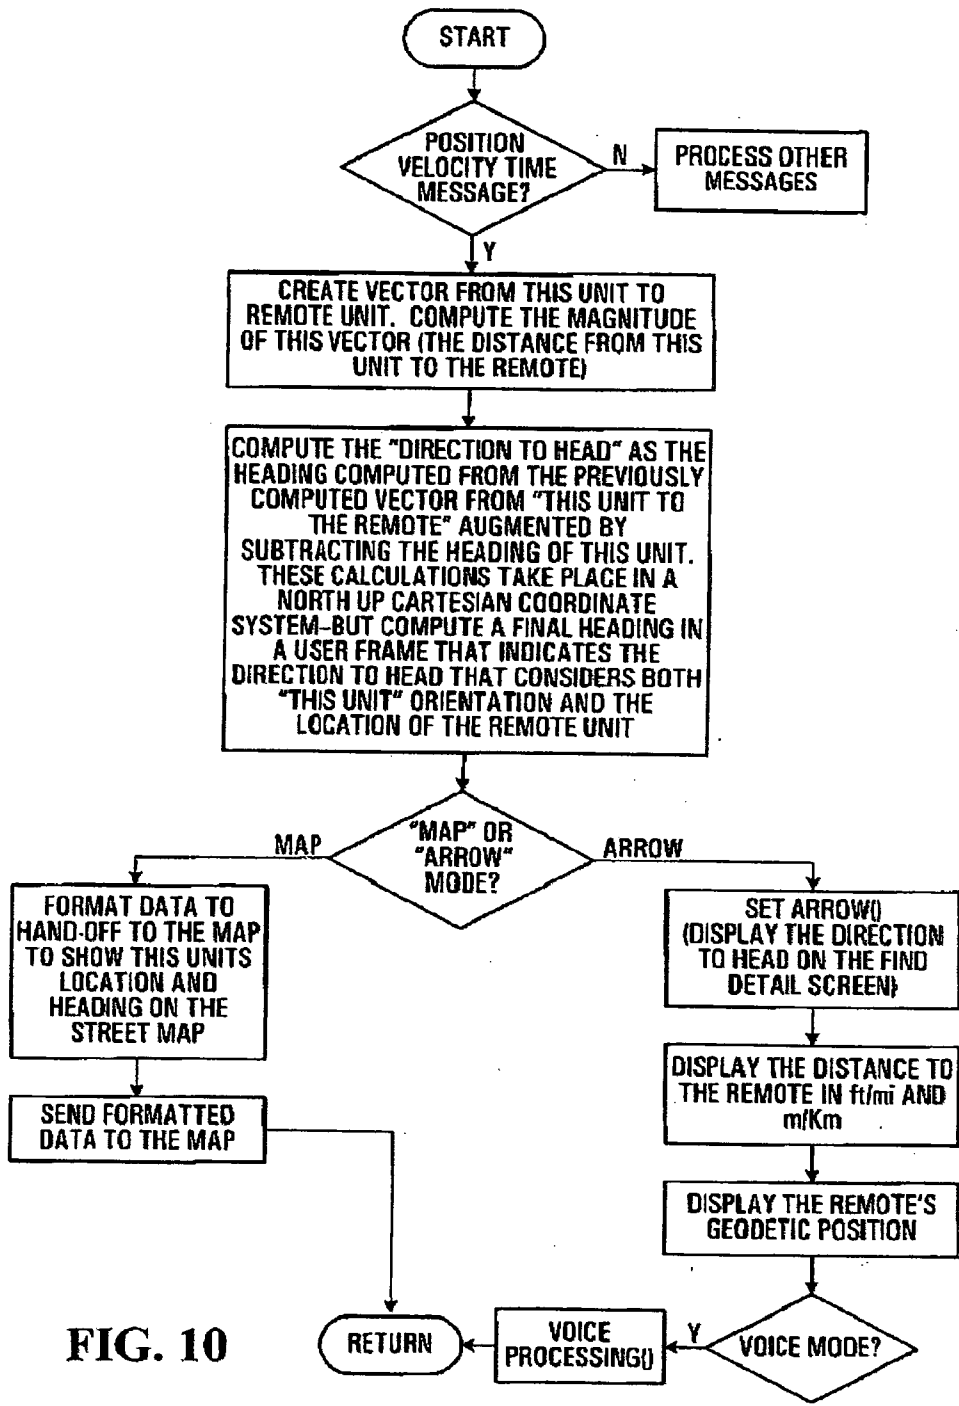 START
POSITION
VELOCITY TIME
MESSAGE?
N
PROCESS OTHER
MESSAGES
Y
CREATE VECTOR FROM THIS UNIT TO
REMOTE UNIT. COMPUTE THE MAGNITUDE
OF THIS VECTOR (THE DISTANCE FROM THIS
UNIT TO THE REMOTE)
COMPUTE THE "DIRECTION TO HEAD" AS THE
HEADING COMPUTED FROM THE PREVIOUSLY
COMPUTED VECTOR FROM "THIS UNIT TO
THE REMOTE" AUGMENTED BY
SUBTRACTING THE HEADING OF THIS UNIT.
THESE CALCULATIONS TAKE PLACE IN A
NORTH UP CARTESIAN COORDINATE
SYSTEM-BUT COMPUTE A FINAL HEADING IN
A USER FRAME THAT INDICATES THE
DIRECTION TO HEAD THAT CONSIDERS BOTH
"THIS UNIT" ORIENTATION AND THE
LOCATION OF THE REMOTE UNIT
"MAP" OR
"ARROW"
MODE?
MAP
ARROW
FORMAT DATA TO
HAND-OFF TO THE MAP
TO SHOW THIS UNITS
LOCATION AND
HEADING ON THE
STREET MAP
SEND FORMATTED
DATA TO THE MAP
SET ARROW()
(DISPLAY THE DIRECTION
TO HEAD ON THE FIND
DETAIL SCREEN)
DISPLAY THE DISTANCE TO
THE REMOTE IN ft/mi AND
m/Km
DISPLAY THE REMOTE'S
GEODETIC POSITION
VOICE MODE?
Y
VOICE
PROCESSING()
RETURN
FIG. 10